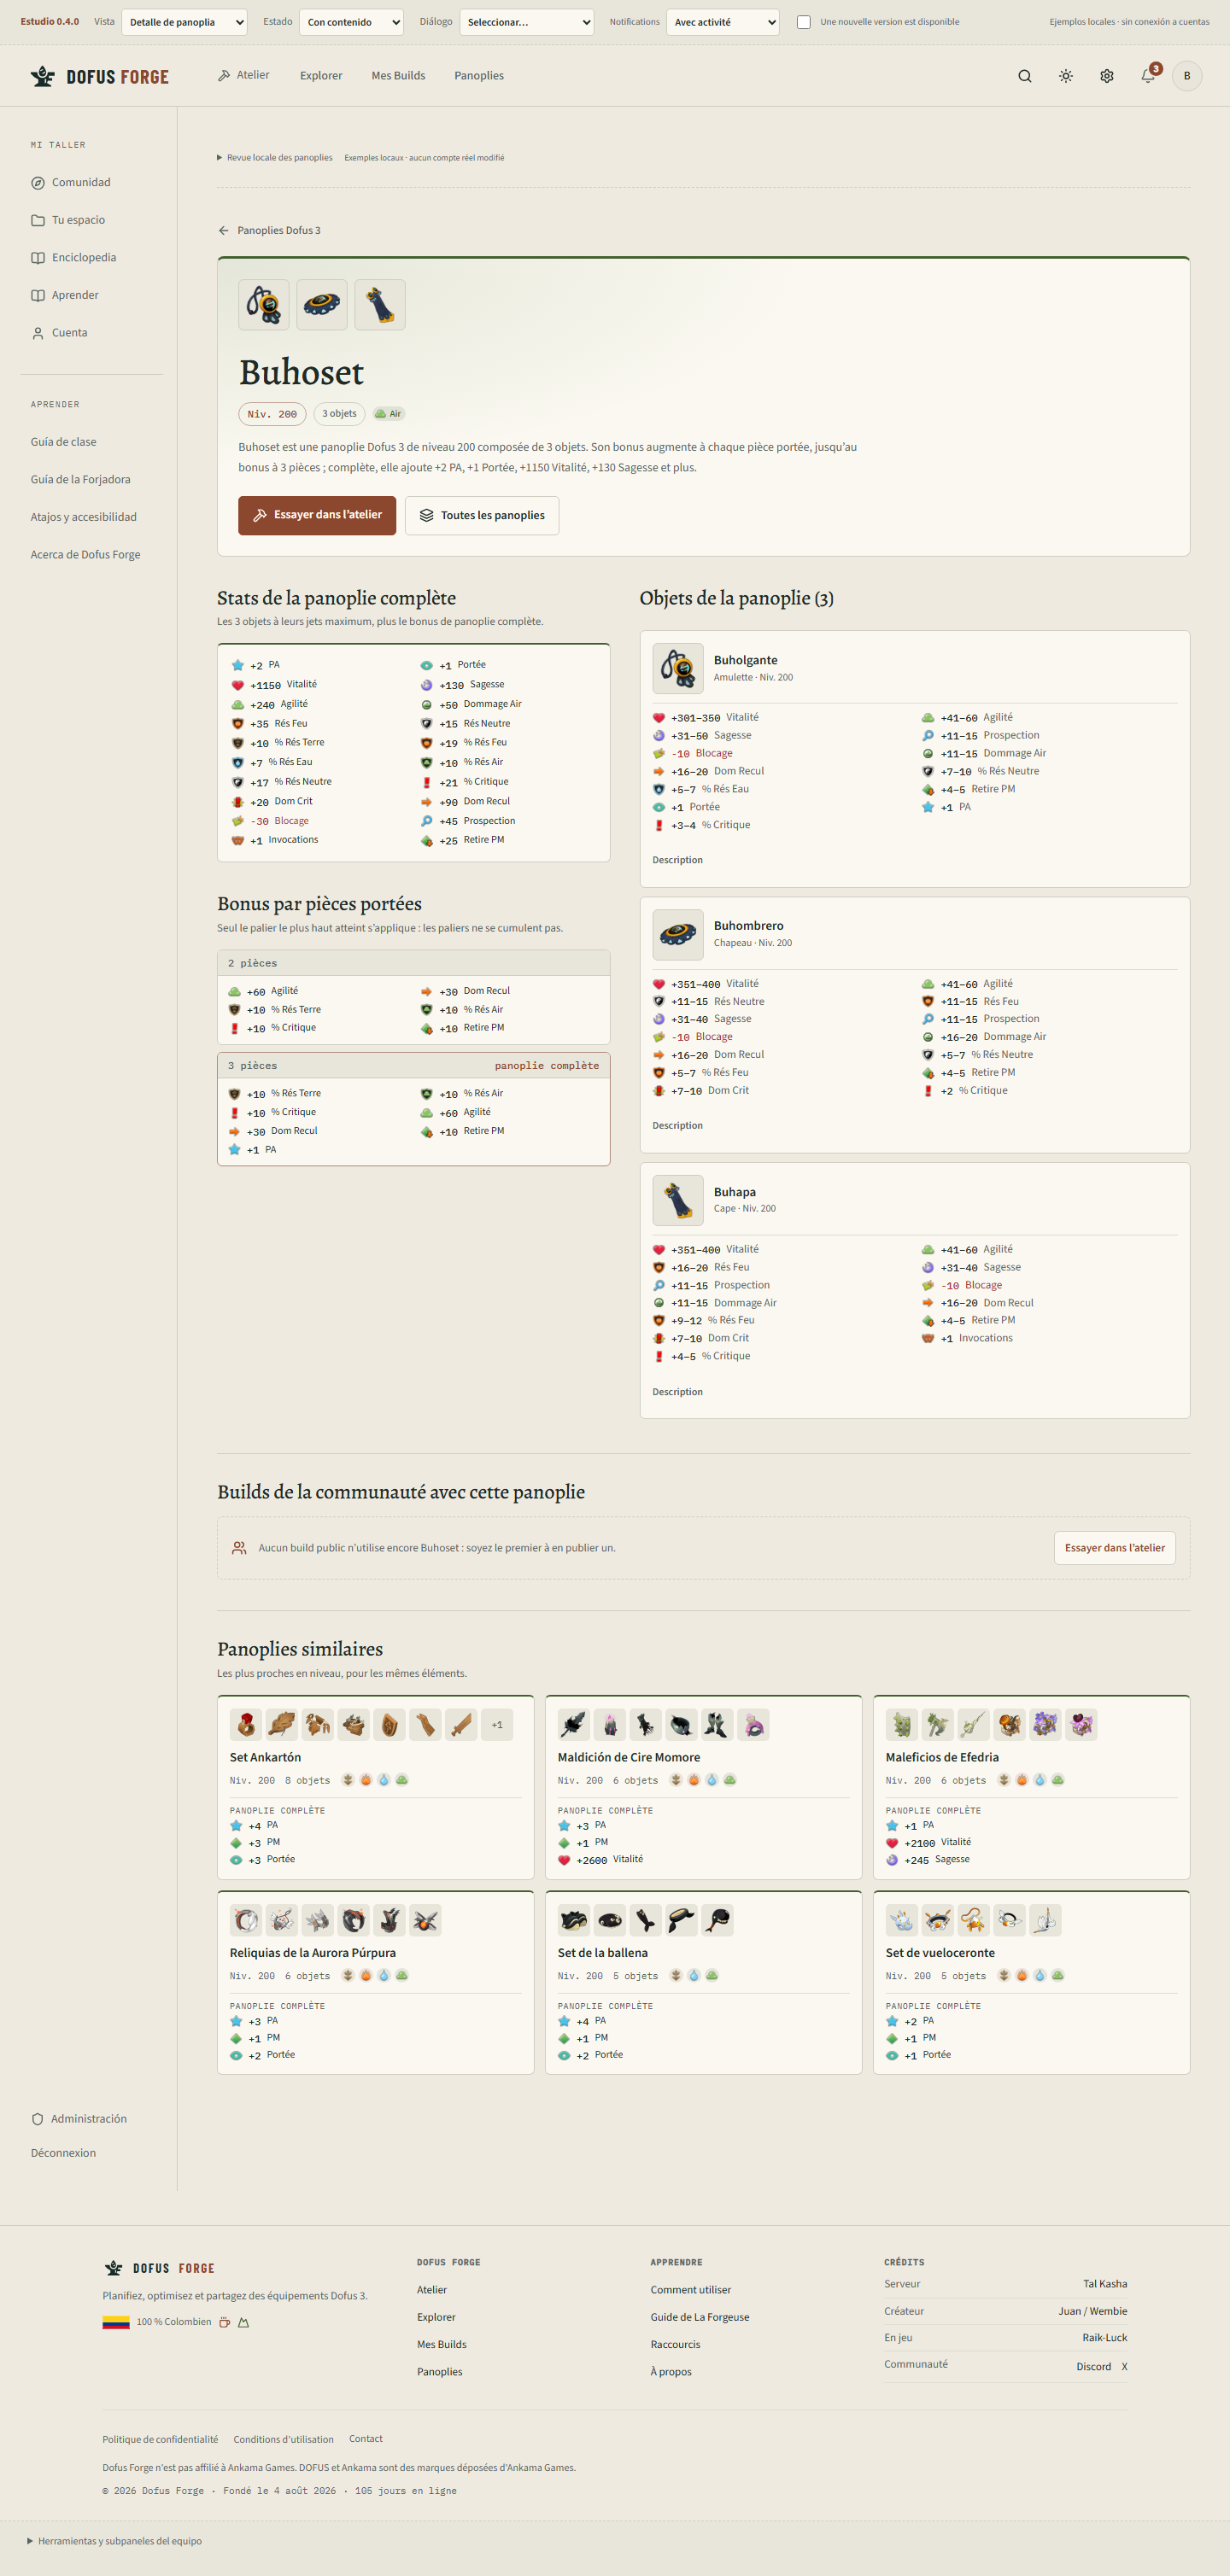 Estudio 0.4.0 Vista Detalle de panoplia Estado Con contenido Diálogo Seleccionar... Notifications Avec activité Une nouvelle version est disponible Ejemplos locales · sin conexión a cuentas
DOFUS FORGE Atelier Explorer Mes Builds Panoplies 3 B
MI TALLER
Comunidad
Tu espacio
Enciclopedia
Aprender
Cuenta
APRENDER
Guía de clase
Guía de la Forjadora
Atajos y accesibilidad
Acerca de Dofus Forge
Administración
Déconnexion
Revue locale des panoplies Exemples locaux · aucun compte réel modifié
Panoplies Dofus 3
Buhoset
Niv. 200 3 objets Air
Buhoset est une panoplie Dofus 3 de niveau 200 composée de 3 objets. Son bonus augmente à chaque pièce portée, jusqu’au
bonus à 3 pièces ; complète, elle ajoute +2 PA, +1 Portée, +1150 Vitalité, +130 Sagesse et plus.
Essayer dans l’atelier Toutes les panoplies
Stats de la panoplie complète
Les 3 objets à leurs jets maximum, plus le bonus de panoplie complète.
+2 PA +1 Portée
+1150 Vitalité +130 Sagesse
+240 Agilité +50 Dommage Air
+35 Rés Feu +15 Rés Neutre
+10 % Rés Terre +19 % Rés Feu
+7 % Rés Eau +10 % Rés Air
+17 % Rés Neutre +21 % Critique
+20 Dom Crit +90 Dom Recul
-30 Blocage +45 Prospection
+1 Invocations +25 Retire PM
Bonus par pièces portées
Seul le palier le plus haut atteint s’applique : les paliers ne se cumulent pas.
2 pièces
+60 Agilité +30 Dom Recul
+10 % Rés Terre +10 % Rés Air
+10 % Critique +10 Retire PM
3 pièces panoplie complète
+10 % Rés Terre +10 % Rés Air
+10 % Critique +60 Agilité
+30 Dom Recul +10 Retire PM
+1 PA
Objets de la panoplie (3)
Buholgante
Amulette · Niv. 200
+301–350 Vitalité +41–60 Agilité
+31–50 Sagesse +11–15 Prospection
-10 Blocage +11–15 Dommage Air
+16–20 Dom Recul +7–10 % Rés Neutre
+5–7 % Rés Eau +4–5 Retire PM
+1 Portée +1 PA
+3–4 % Critique
Description
Buhombrero
Chapeau · Niv. 200
+351–400 Vitalité +41–60 Agilité
+11–15 Rés Neutre +11–15 Rés Feu
+31–40 Sagesse +11–15 Prospection
-10 Blocage +16–20 Dommage Air
+16–20 Dom Recul +5–7 % Rés Neutre
+5–7 % Rés Feu +4–5 Retire PM
+7–10 Dom Crit +2 % Critique
Description
Buhapa
Cape · Niv. 200
+351–400 Vitalité +41–60 Agilité
+16–20 Rés Feu +31–40 Sagesse
+11–15 Prospection -10 Blocage
+11–15 Dommage Air +16–20 Dom Recul
+9–12 % Rés Feu +4–5 Retire PM
+7–10 Dom Crit +1 Invocations
+4–5 % Critique
Description
Builds de la communauté avec cette panoplie
Aucun build public n’utilise encore Buhoset : soyez le premier à en publier un. Essayer dans l’atelier
Panoplies similaires
Les plus proches en niveau, pour les mêmes éléments.
+1
Set Ankartón
Niv. 200 8 objets
PANOPLIE COMPLÈTE
+4 PA
+3 PM
+3 Portée
Maldición de Cire Momore
Niv. 200 6 objets
PANOPLIE COMPLÈTE
+3 PA
+1 PM
+2600 Vitalité
Maleficios de Efedria
Niv. 200 6 objets
PANOPLIE COMPLÈTE
+1 PA
+2100 Vitalité
+245 Sagesse
Reliquias de la Aurora Púrpura
Niv. 200 6 objets
PANOPLIE COMPLÈTE
+3 PA
+1 PM
+2 Portée
Set de la ballena
Niv. 200 5 objets
PANOPLIE COMPLÈTE
+4 PA
+1 PM
+2 Portée
Set de vueloceronte
Niv. 200 5 objets
PANOPLIE COMPLÈTE
+2 PA
+1 PM
+1 Portée
DOFUS FORGE
Planifiez, optimisez et partagez des équipements Dofus 3.
100 % Colombien
DOFUS FORGE
Atelier
Explorer
Mes Builds
Panoplies
APPRENDRE
Comment utiliser
Guide de La Forgeuse
Raccourcis
À propos
CRÉDITS
Serveur Tal Kasha
Créateur Juan / Wembie
En jeu Raik-Luck
Communauté Discord X
Politique de confidentialité Conditions d'utilisation Contact
Dofus Forge n'est pas affilié à Ankama Games. DOFUS et Ankama sont des marques déposées d'Ankama Games.
© 2026 Dofus Forge · Fondé le 4 août 2026 · 105 jours en ligne
Herramientas y subpaneles del equipo